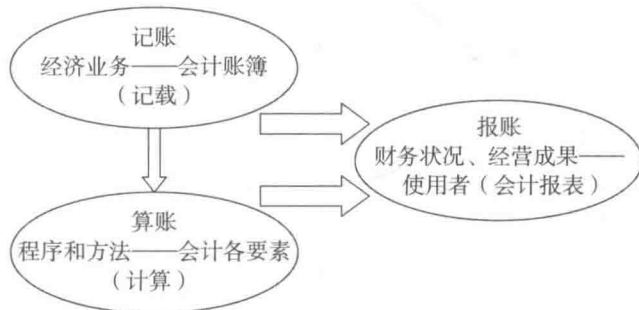 记账
经济业务——会计账簿
（记载）
报账
财务状况、经营成果——
使用者（会计报表）
算账
程序和方法——会计各要素
（计算）